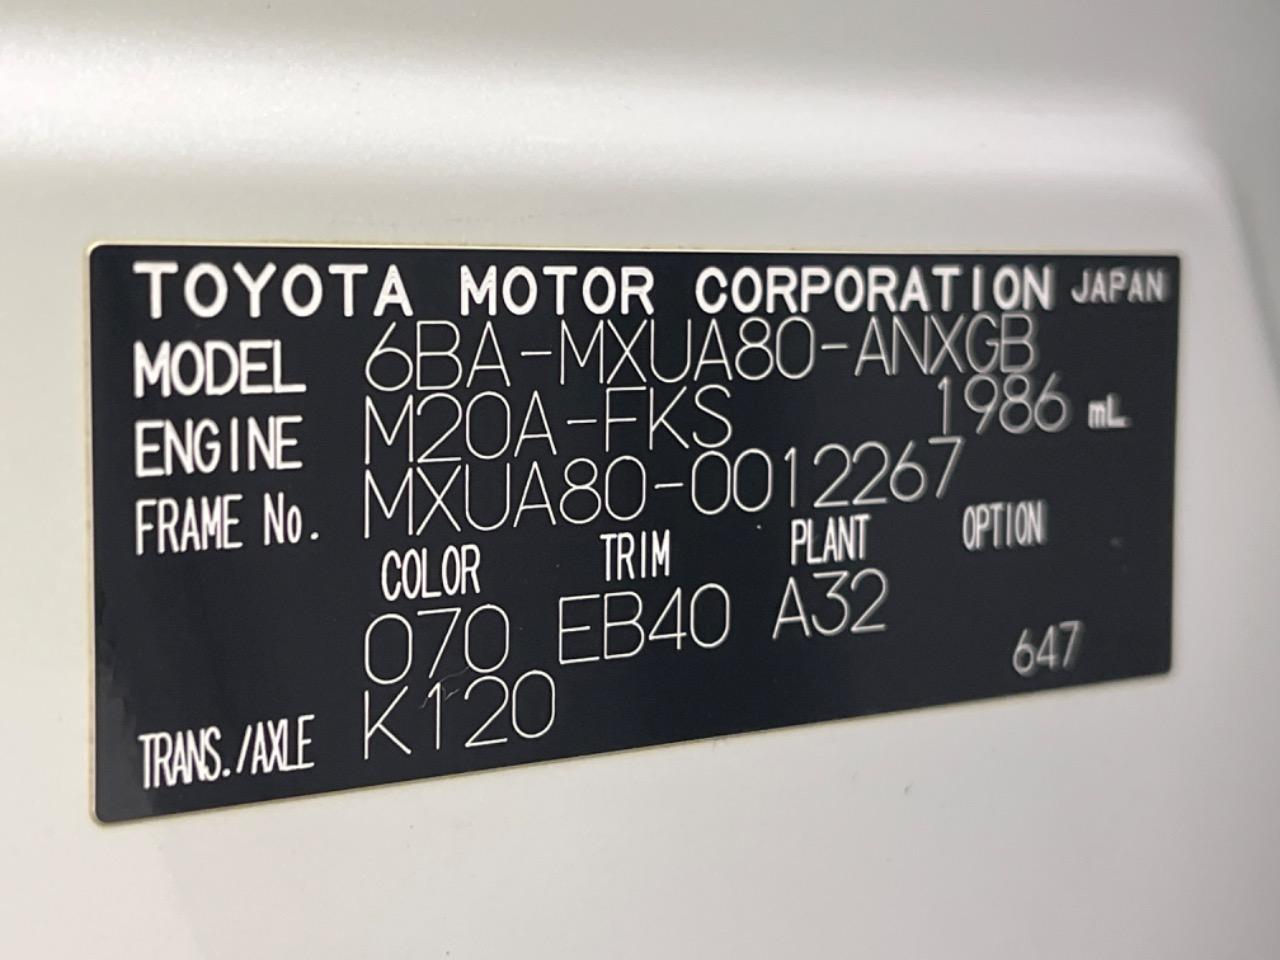 TOYOTA MOTOR CORPORATION JAPAN
MODEL 6BA-MXUA80-ANXGB
ENGINE M20A-FKS 1986 mL
FRAME No. MXUA80-0012267
COLOR TRIM PLANT OPTION
070 EB40 A32
647
TRANS./AXLE K120